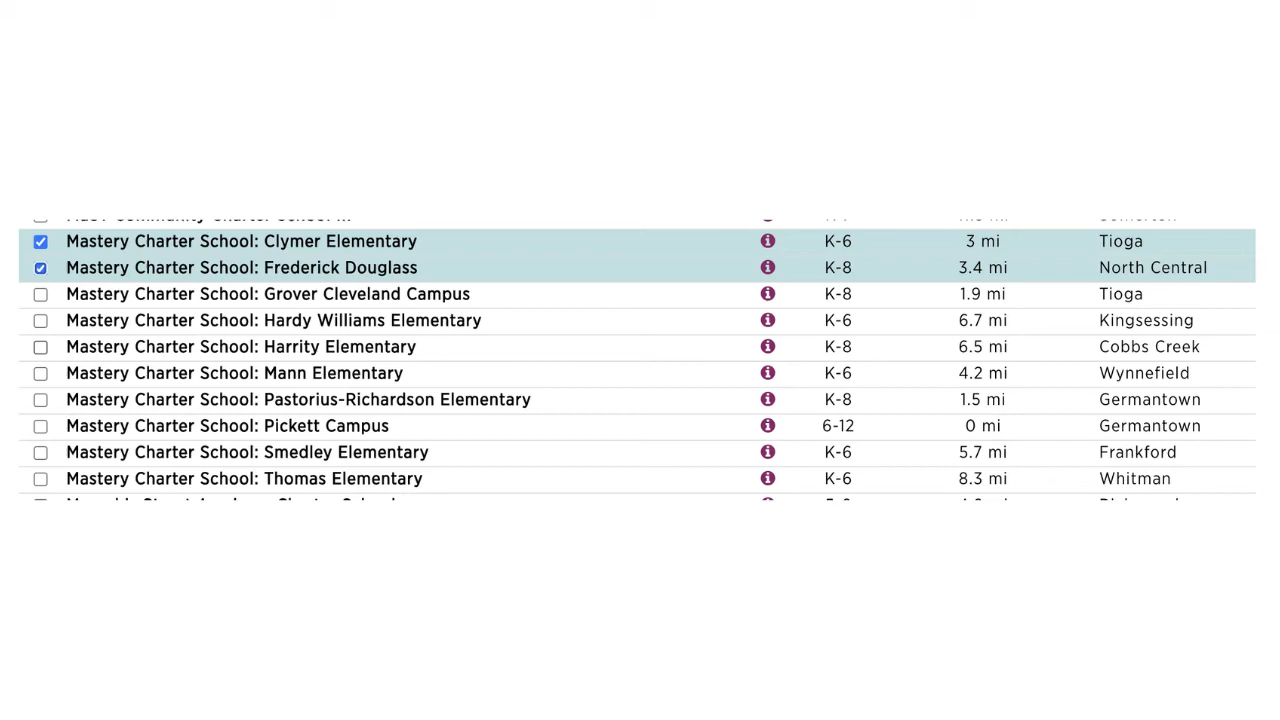 Mastery Charter School: Clymer Elementary K-6 3 mi Tioga
Mastery Charter School: Frederick Douglass K-8 3.4 mi North Central
Mastery Charter School: Grover Cleveland Campus K-8 1.9 mi Tioga
Mastery Charter School: Hardy Williams Elementary K-6 6.7 mi Kingsessing
Mastery Charter School: Harrity Elementary K-8 6.5 mi Cobbs Creek
Mastery Charter School: Mann Elementary K-6 4.2 mi Wynnefield
Mastery Charter School: Pastorius-Richardson Elementary K-8 1.5 mi Germantown
Mastery Charter School: Pickett Campus 6-12 0 mi Germantown
Mastery Charter School: Smedley Elementary K-6 5.7 mi Frankford
Mastery Charter School: Thomas Elementary K-6 8.3 mi Whitman